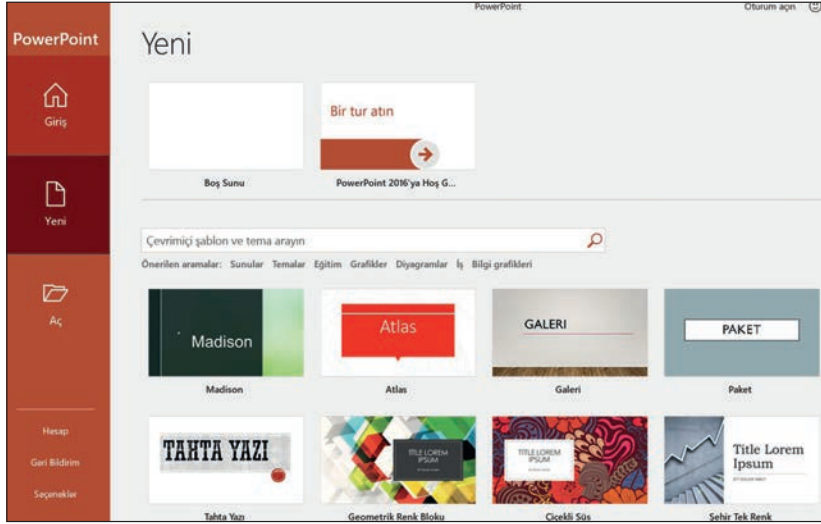 PowerPoint
Oturum açın
PowerPoint
Giriş
Yeni
Aç
Hesap
Geri Bildirim
Seçenekler
Yeni
Bir tur atın
Boş Sunu
PowerPoint 2016'ya Hoş G...
Çevrimiçi şablon ve tema arayın
Önerilen aramalar: Sunular Temalar Eğitim Grafikler Diyagramlar İş Bilgi grafikleri
Madison
Atlas
GALERI
PAKET
Madison
Atlas
Galeri
Paket
TAHTA YAZI
TITLE LOREM
IPSUM
TITLE LOREM
IPSUM
Title Lorem
Ipsum
Tahta Yazı
Geometrik Renk Bloku
Çiçekli Süs
Şehir Tek Renk